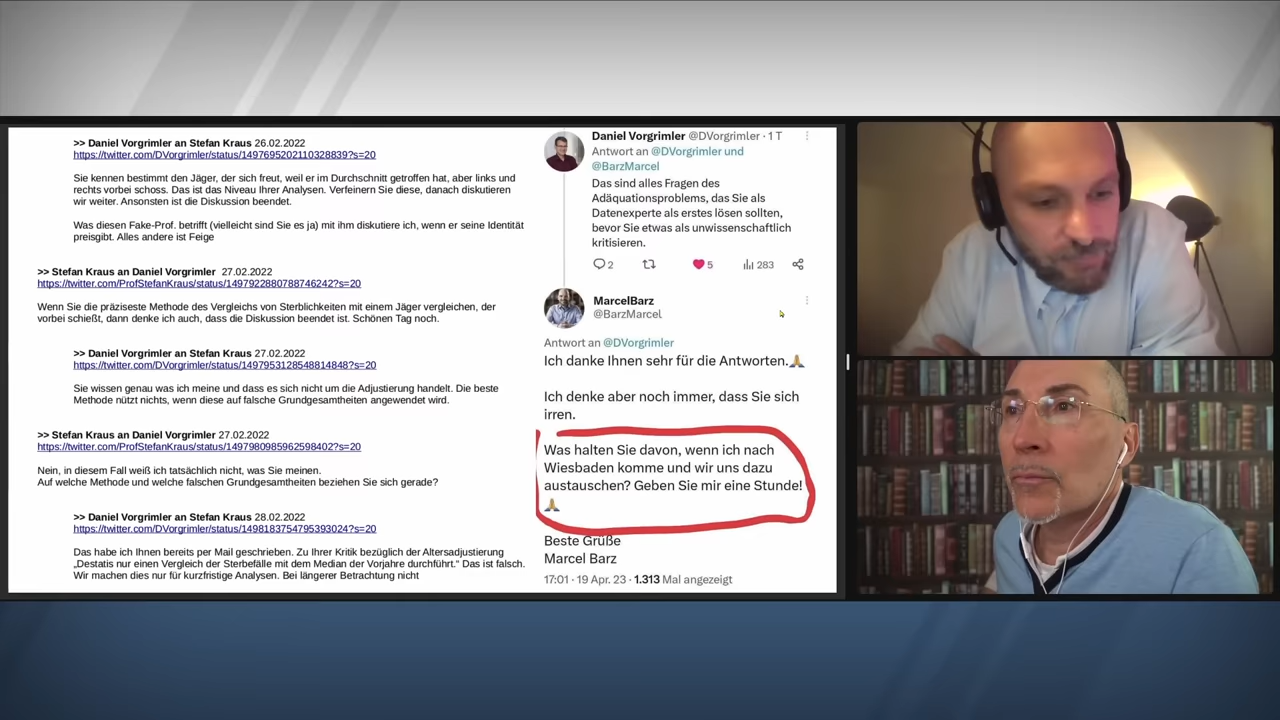 >> Daniel Vorgrimler an Stefan Kraus 26.02.2022
https://twitter.com/DVorgrimler/status/1497695202110328839?s=20
Sie kennen bestimmt den Jäger, der sich freut, weil er im Durchschnitt getroffen hat, aber links und
rechts vorbei schoss. Das ist das Niveau Ihrer Analysen. Verfeinern Sie diese, danach diskutieren
wir weiter. Ansonsten ist die Diskussion beendet.
Was diesen Fake-Prof. betrifft (vielleicht sind Sie es ja) mit ihm diskutiere ich, wenn er seine Identität
preisgibt. Alles andere ist Feige
>> Stefan Kraus an Daniel Vorgrimler 27.02.2022
https://twitter.com/ProfStefanKraus/status/1497922880788746242?s=20
Wenn Sie die präziseste Methode des Vergleichs von Sterblichkeiten mit einem Jäger vergleichen, der
vorbei schießt, dann denke ich auch, dass die Diskussion beendet ist. Schönen Tag noch.
>> Daniel Vorgrimler an Stefan Kraus 27.02.2022
https://twitter.com/DVorgrimler/status/1497953128548814848?s=20
Sie wissen genau was ich meine und dass es sich nicht um die Adjustierung handelt. Die beste
Methode nützt nichts, wenn diese auf falsche Grundgesamtheiten angewendet wird.
>> Stefan Kraus an Daniel Vorgrimler 27.02.2022
https://twitter.com/ProfStefanKraus/status/1497980985962598402?s=20
Nein, in diesem Fall weiß ich tatsächlich nicht, was Sie meinen.
Auf welche Methode und welche falschen Grundgesamtheiten beziehen Sie sich gerade?
>> Daniel Vorgrimler an Stefan Kraus 28.02.2022
https://twitter.com/DVorgrimler/status/1498183754795393024?s=20
Das habe ich Ihnen bereits per Mail geschrieben. Zu Ihrer Kritik bezüglich der Altersadjustierung
„Destatis nur einen Vergleich der Sterbefälle mit dem Median der Vorjahre durchführt.“ Das ist falsch.
Wir machen dies nur für kurzfristige Analysen. Bei längerer Betrachtung nicht
Daniel Vorgrimler @DVorgrimler · 1 T
Antwort an @DVorgrimler und
@BarzMarcel
Das sind alles Fragen des
Adäquationsproblems, das Sie als
Datenexperte als erstes lösen sollten,
bevor Sie etwas als unwissenschaftlich
kritisieren.
2 5 283
MarcelBarz
@BarzMarcel
Antwort an @DVorgrimler
Ich danke Ihnen sehr für die Antworten.🙏
Ich denke aber noch immer, dass Sie sich
irren.
Was halten Sie davon, wenn ich nach
Wiesbaden komme und wir uns dazu
austauschen? Geben Sie mir eine Stunde!
🙏
Beste Grüße
Marcel Barz
17:01 · 19 Apr. 23 · 1.313 Mal angezeigt